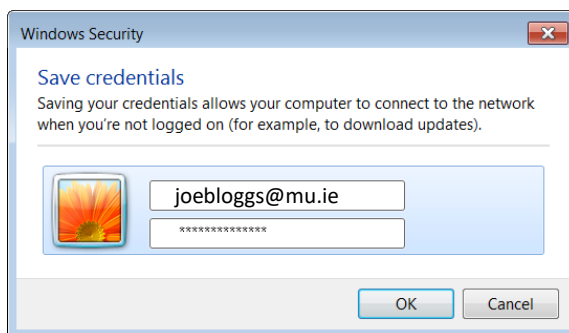 Windows Security
Save credentials
Saving your credentials allows your computer to connect to the network
when you're not logged on (for example, to download updates).
joebloggs@mu.ie
**************
OK
Cancel